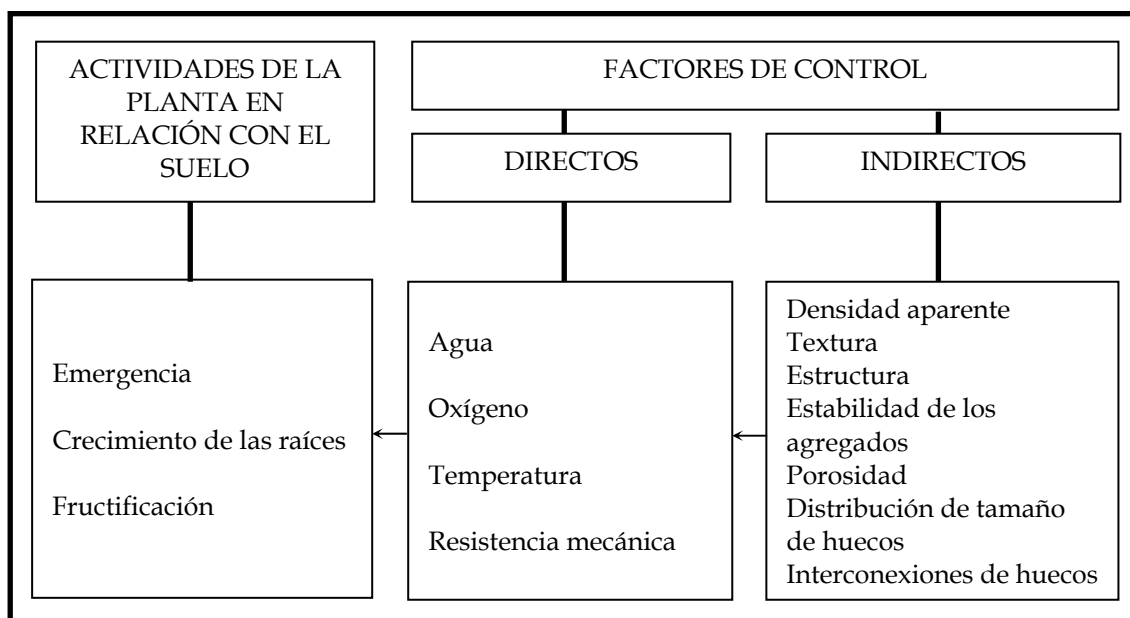 ACTIVIDADES DE LA
PLANTA EN
RELACIÓN CON EL
SUELO
FACTORES DE CONTROL
DIRECTOS
INDIRECTOS
Emergencia
Crecimiento de las raíces
Fructificación
Agua
Oxígeno
Temperatura
Resistencia mecánica
Densidad aparente
Textura
Estructura
Estabilidad de los
agregados
Porosidad
Distribución de tamaño
de huecos
Interconexiones de huecos